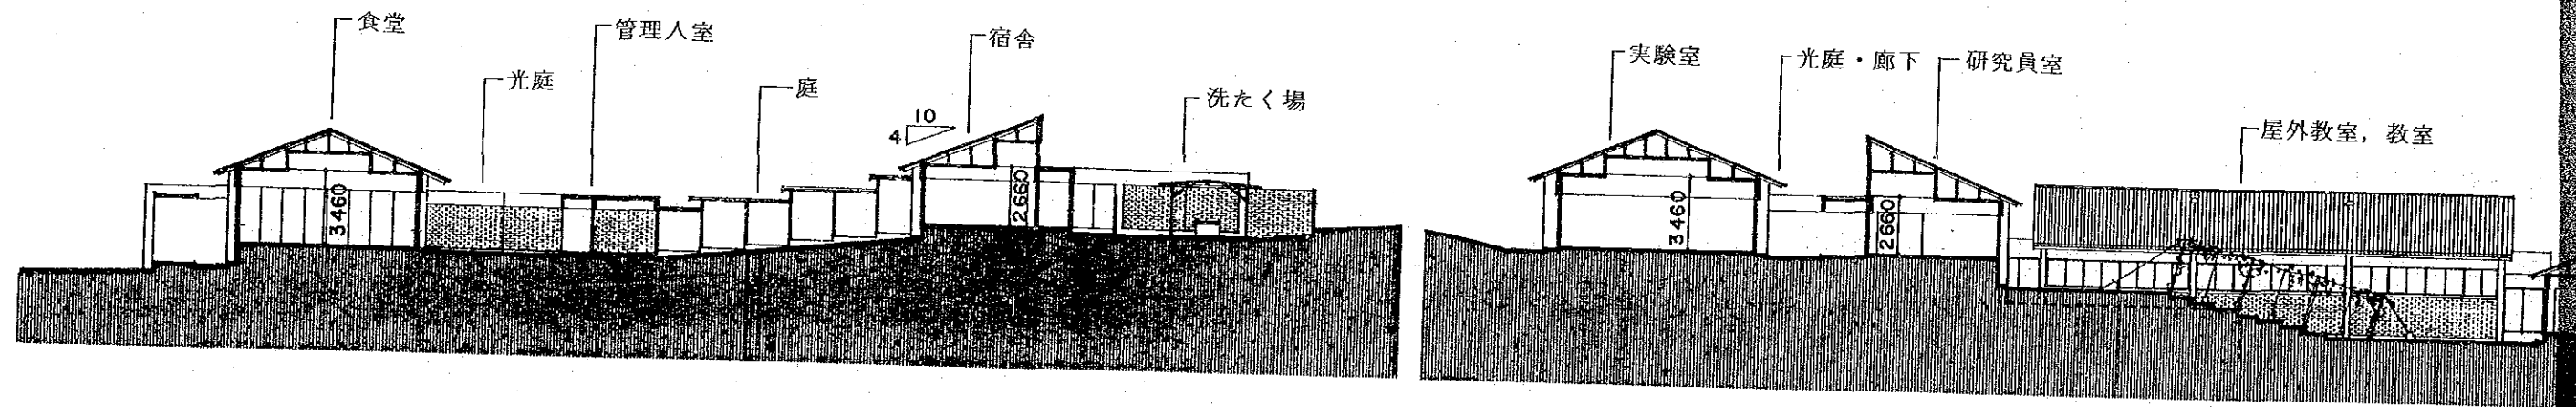 食堂
光庭
管理人室
庭
宿舎
洗たく場
10
4
3460
2660
実験室
光庭・廊下
研究員室
屋外教室，教室
3460
2660